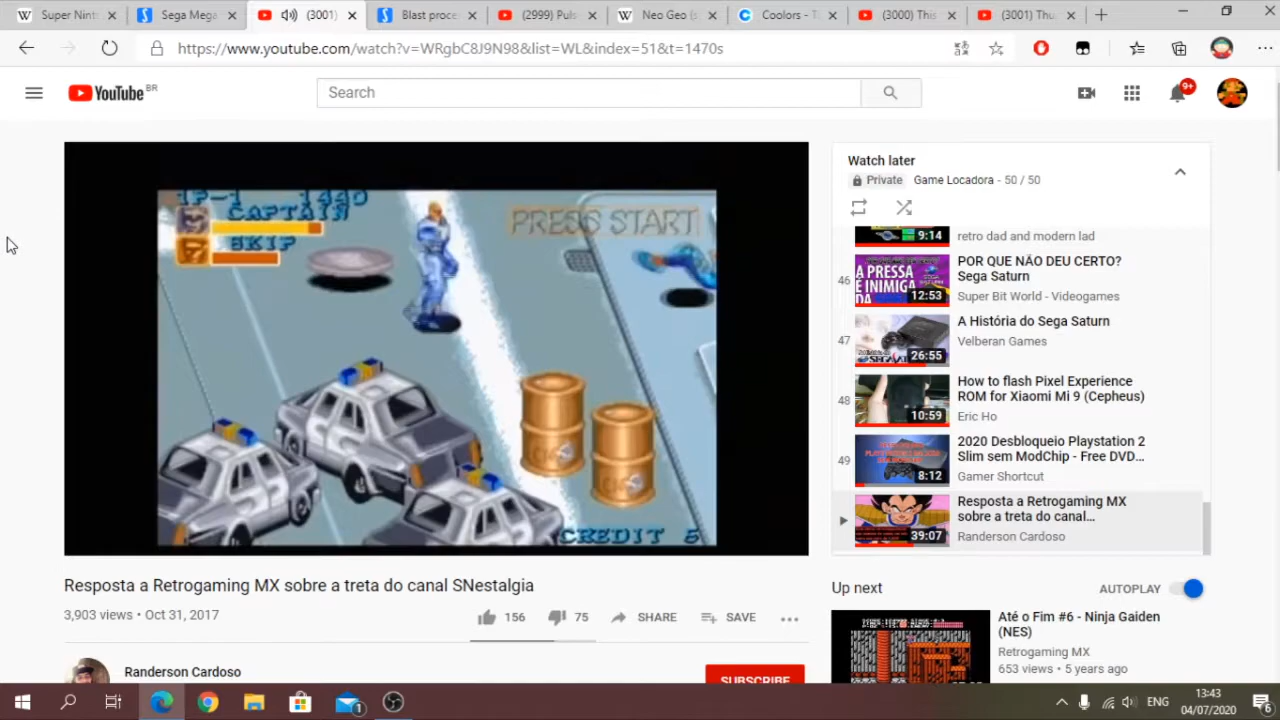 Super Nint
Sega Mega
(3001)
Blast proce
(2999) Puls
Neo Geo (s
Coolors - T
(3000) This
(3001) Thu
https://www.youtube.com/watch?v=WRgbC8J9N98&list=WL&index=51&t=1470s
YouTube BR
Search
9+
1P-1 1440
CAPTAIN
SKIP
PRESS START
CREDIT 6
Watch later
Private Game Locadora - 50 / 50
9:14
retro dad and modern lad
46
A PRESSA
É INIMIGA
DA
12:53
POR QUE NÃO DEU CERTO?
Sega Saturn
Super Bit World - Videogames
47
26:55
A História do Sega Saturn
Velberan Games
48
10:59
How to flash Pixel Experience
ROM for Xiaomi Mi 9 (Cepheus)
Eric Ho
49
8:12
2020 Desbloqueio Playstation 2
Slim sem ModChip - Free DVD...
Gamer Shortcut
39:07
Resposta a Retrogaming MX
sobre a treta do canal...
Randerson Cardoso
Resposta a Retrogaming MX sobre a treta do canal SNestalgia
3,903 views • Oct 31, 2017
156 75 SHARE SAVE
Randerson Cardoso
SUBSCRIBE
Up next
AUTOPLAY
Até o Fim #6 - Ninja Gaiden
(NES)
Retrogaming MX
653 views • 5 years ago
1
ENG
13:43
04/07/2020
6